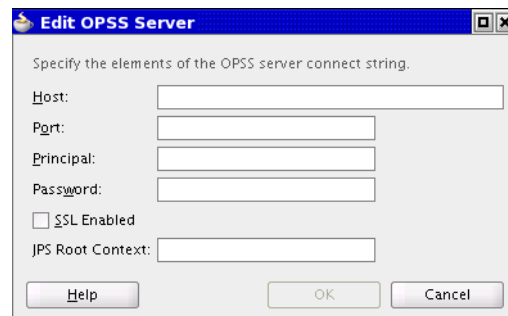 Edit OPSS Server
Specify the elements of the OPSS server connect string.
Host:
Port:
Principal:
Password:
SSL Enabled
JPS Root Context:
Help OK Cancel